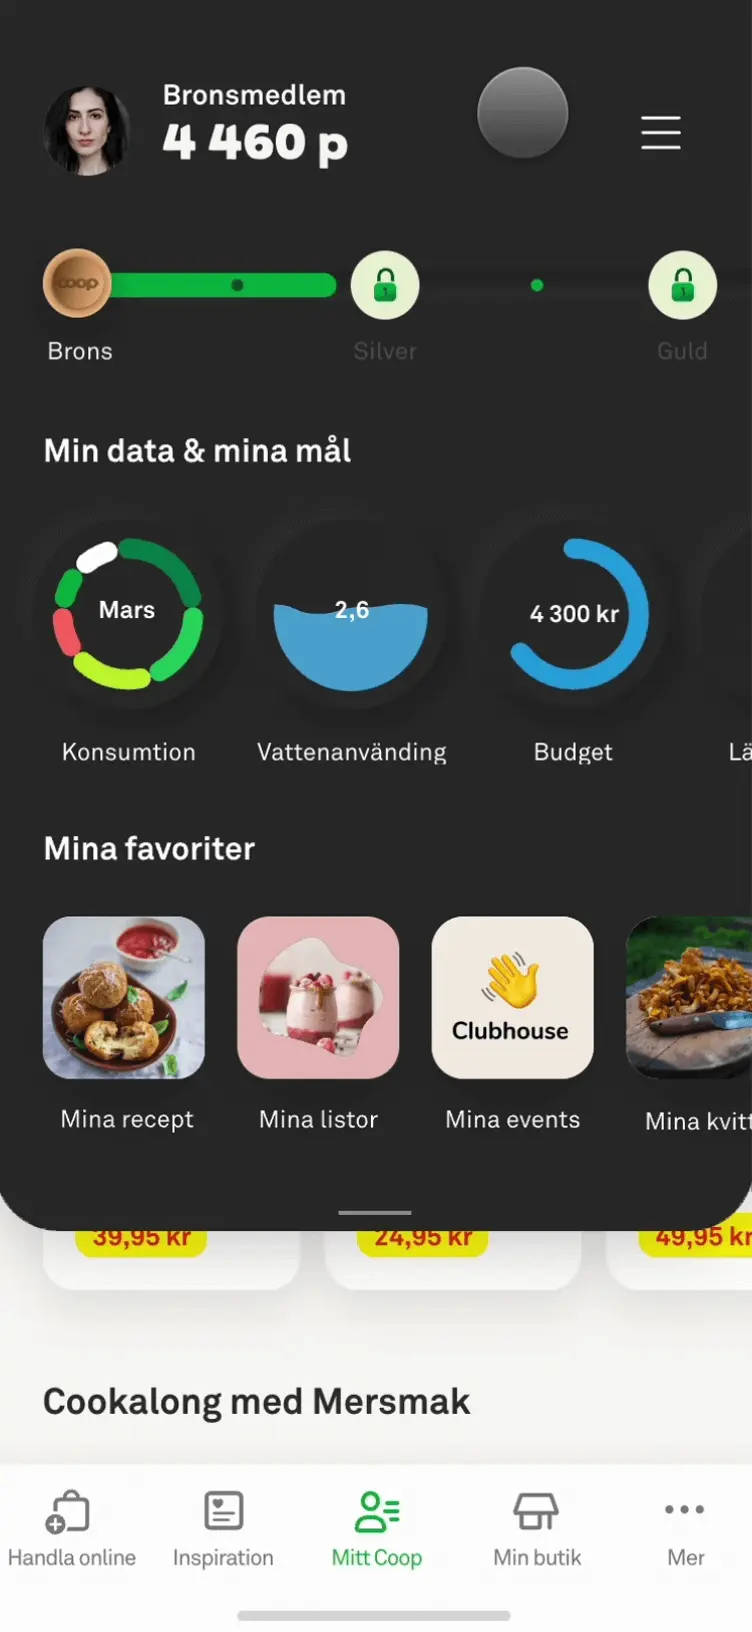 Bronsmedlem
4 460 p
coop
Brons
Silver
Guld
Min data & mina mål
Mars
2,6
4 300 kr
Konsumtion
Vattenanvänding
Budget
Lä
Mina favoriter
Clubhouse
Mina recept
Mina listor
Mina events
Mina kvitt
39,95 kr
24,95 kr
49,95 kr
Cookalong med Mersmak
Handla online
Inspiration
Mitt Coop
Min butik
Mer